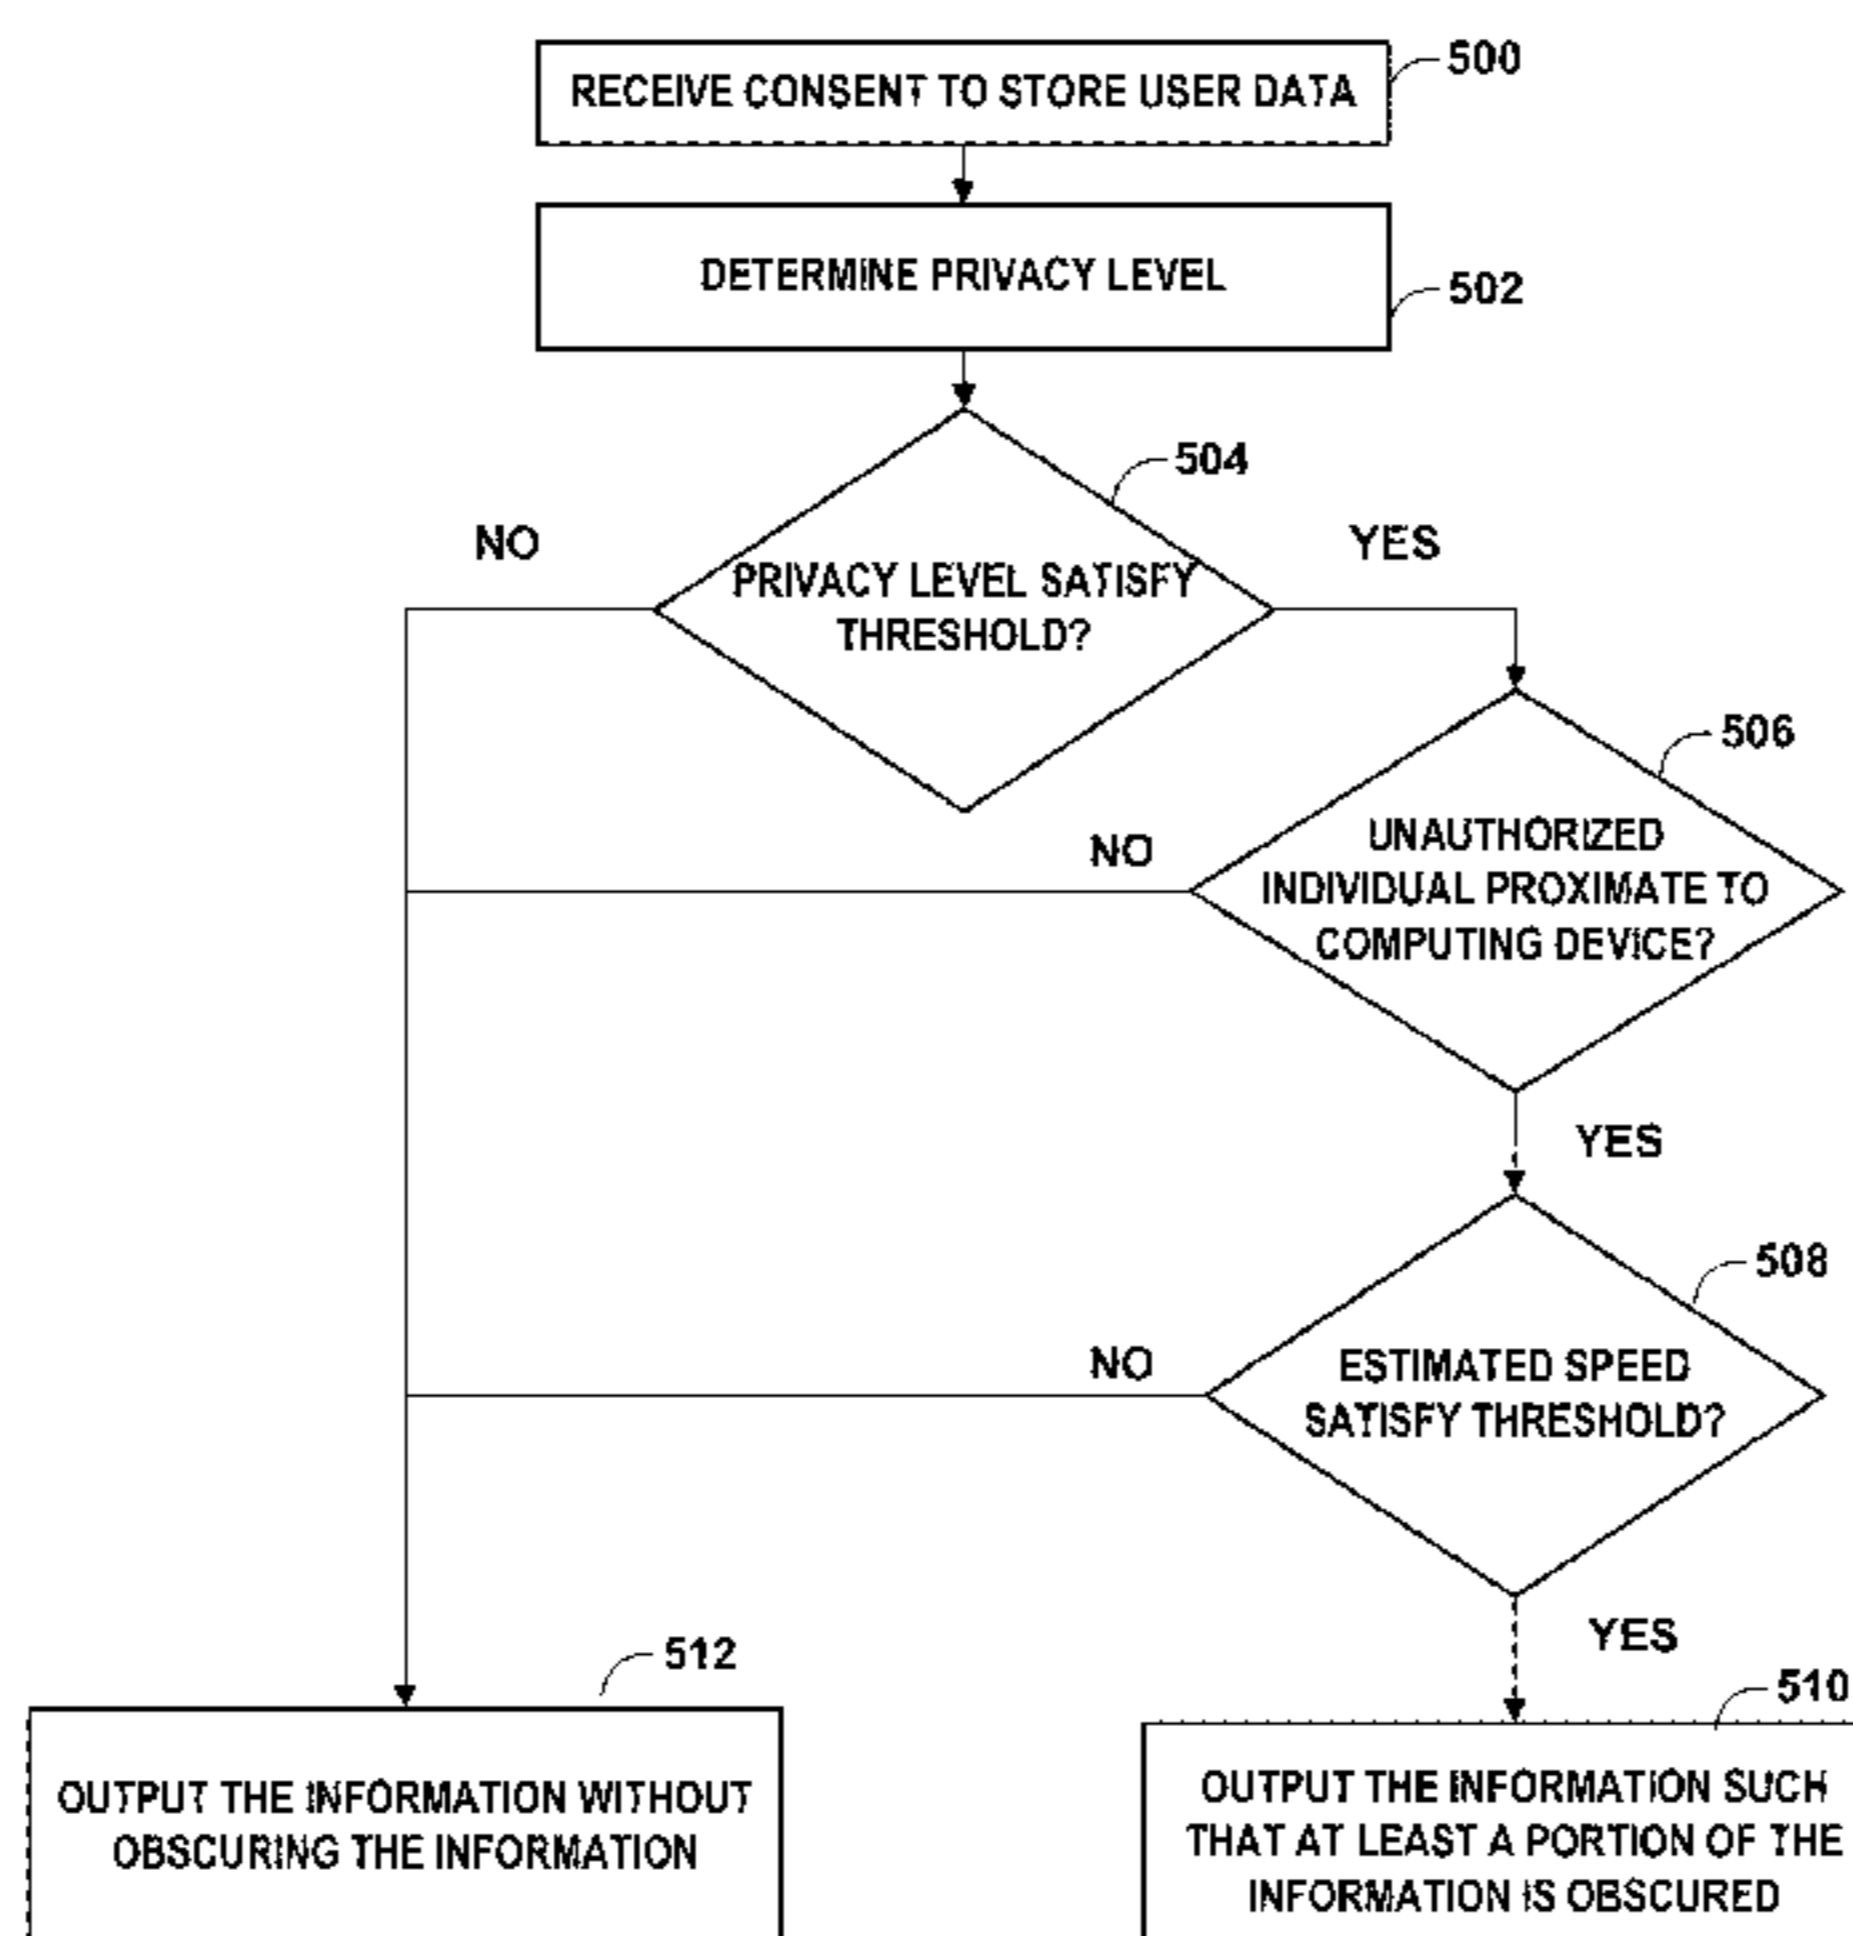 RECEIVE CONSENT TO STORE USER DATA
500
DETERMINE PRIVACY LEVEL
502
504
NO
YES
PRIVACY LEVEL SATISFY
THRESHOLD?
506
UNAUTHORIZED
INDIVIDUAL PROXIMATE TO
COMPUTING DEVICE?
NO
YES
508
ESTIMATED SPEED
SATISFY THRESHOLD?
NO
YES
512
510
OUTPUT THE INFORMATION WITHOUT
OBSCURING THE INFORMATION
OUTPUT THE INFORMATION SUCH
THAT AT LEAST A PORTION OF THE
INFORMATION IS OBSCURED